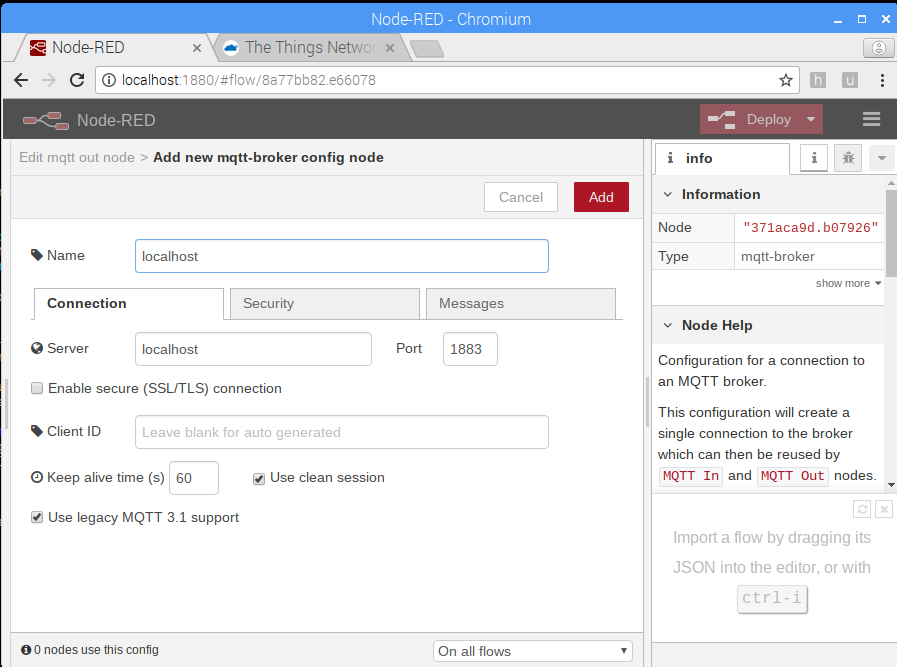 Node-RED - Chromium
Node-RED
The Things Netwo
localhost:1880/#flow/8a77bb82.e66078
h
u
Node-RED
Deploy
Edit mqtt out node > Add new mqtt-broker config node
Cancel
Add
Name
localhost
Connection
Security
Messages
Server
localhost
Port
1883
Enable secure (SSL/TLS) connection
Client ID
Leave blank for auto generated
Keep alive time (s)
60
Use clean session
Use legacy MQTT 3.1 support
0 nodes use this config
On all flows
i info
i
Information
Node "371aca9d.b07926"
Type mqtt-broker
show more
Node Help
Configuration for a connection to
an MQTT broker.
This configuration will create a
single connection to the broker
which can then be reused by
MQTT In and MQTT Out nodes.
Import a flow by dragging its
JSON into the editor, or with
ctrl-i